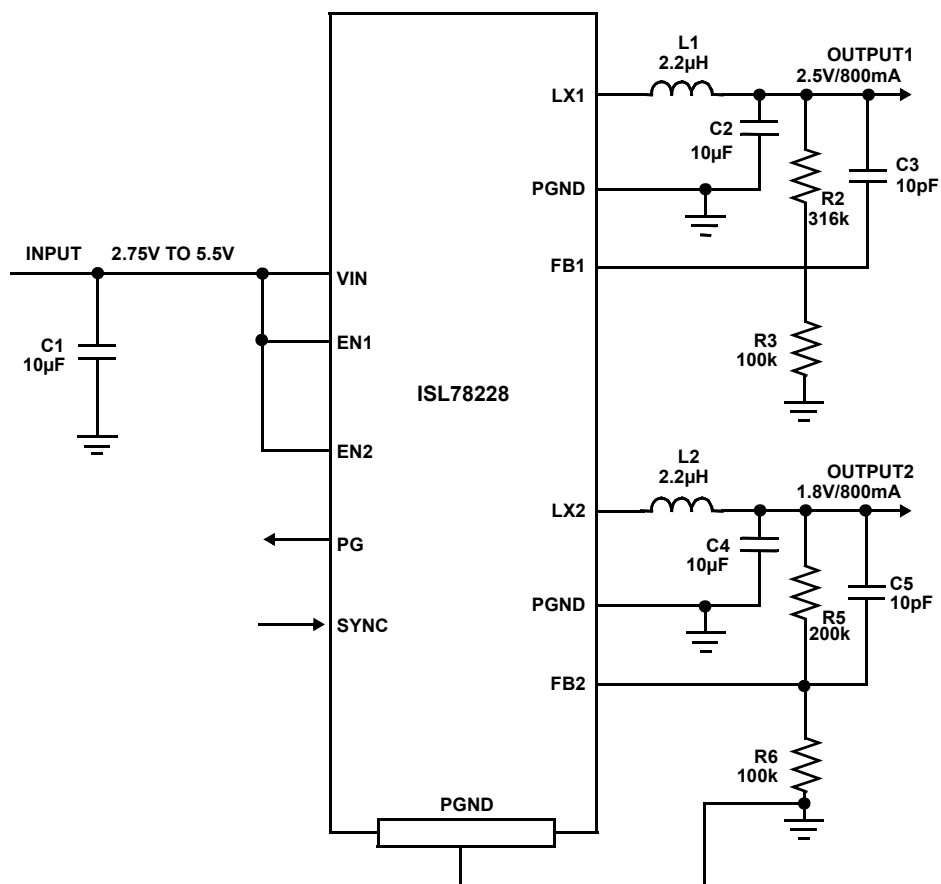 L1
2.2µH
OUTPUT1
2.5V/800mA
LX1
C2
10µF
C3
10pF
PGND
R2
316k
INPUT
2.75V TO 5.5V
FB1
VIN
C1
10µF
EN1
R3
100k
ISL78228
EN2
L2
2.2µH
OUTPUT2
1.8V/800mA
LX2
PG
C4
10µF
C5
10pF
PGND
R5
200k
SYNC
FB2
R6
100k
PGND